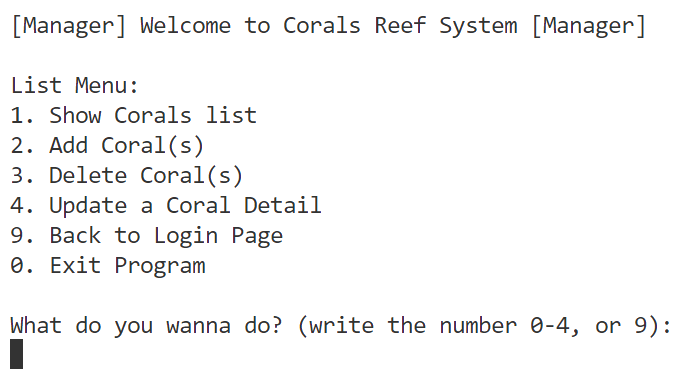 [Manager] Welcome to Corals Reef System [Manager]
List Menu:
1. Show Corals list
2. Add Coral(s)
3. Delete Coral(s)
4. Update a Coral Detail
9. Back to Login Page
0. Exit Program
What do you wanna do? (write the number 0-4, or 9):